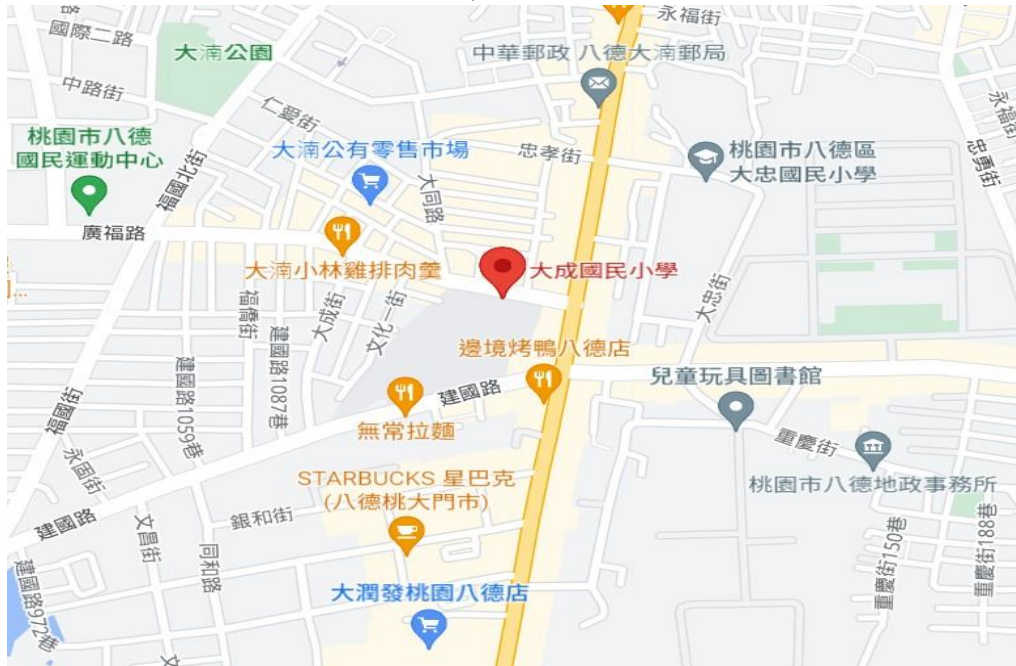 永福街
國際二路
大湳公園
中華郵政 八德大湳郵局
中路街
仁愛街
永福街
桃園市八德
國民運動中心
大湳公有零售市場
忠孝街
桃園市八德區
大忠國民小學
忠勇街
福國北街
大同路
廣福路
大湳小林雞排肉羹
大成國民小學
大忠街
福僑街
大成街
文化一街
建國路1087巷
邊境烤鴨八德店
建國路1059巷
建國路
兒童玩具圖書館
無常拉麵
福國街
重慶街
永固街
STARBUCKS 星巴克
(八德桃大門市)
桃園市八德地政事務所
建國路
銀和街
文昌街
同和路
重慶街150巷
重慶街188巷
建國路972巷
大潤發桃園八德店